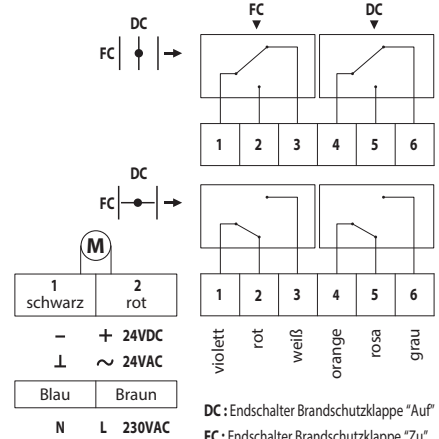 FC DC
DC
FC
1 2 3 4 5 6
DC
FC
M
1 2
schwarz rot
1 2 3 4 5 6
− + 24VDC
⊥ ~ 24VAC
violett rot weiß orange rosa grau
Blau Braun
N L 230VAC
DC : Endschalter Brandschutzklappe "Auf"
FC : Endschalter Brandschutzklappe "Zu"